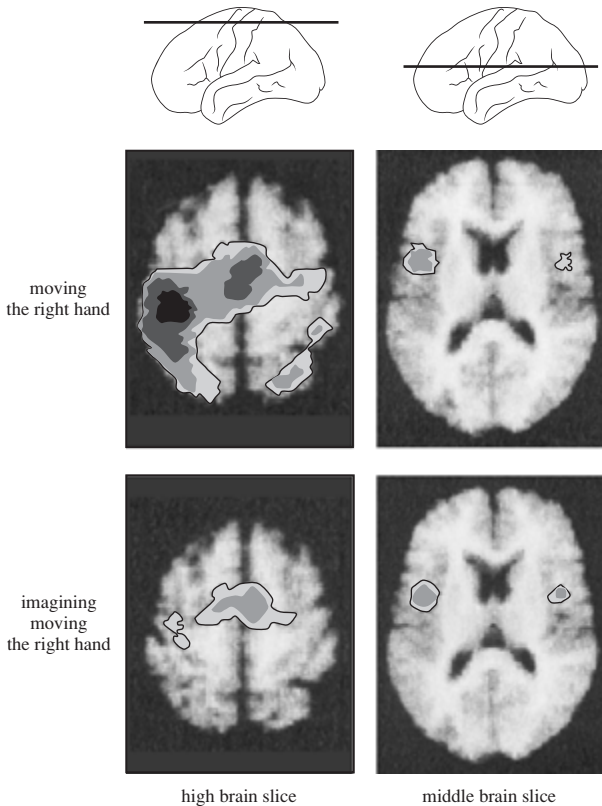 moving
the right hand
imagining
moving
the right hand
high brain slice
middle brain slice